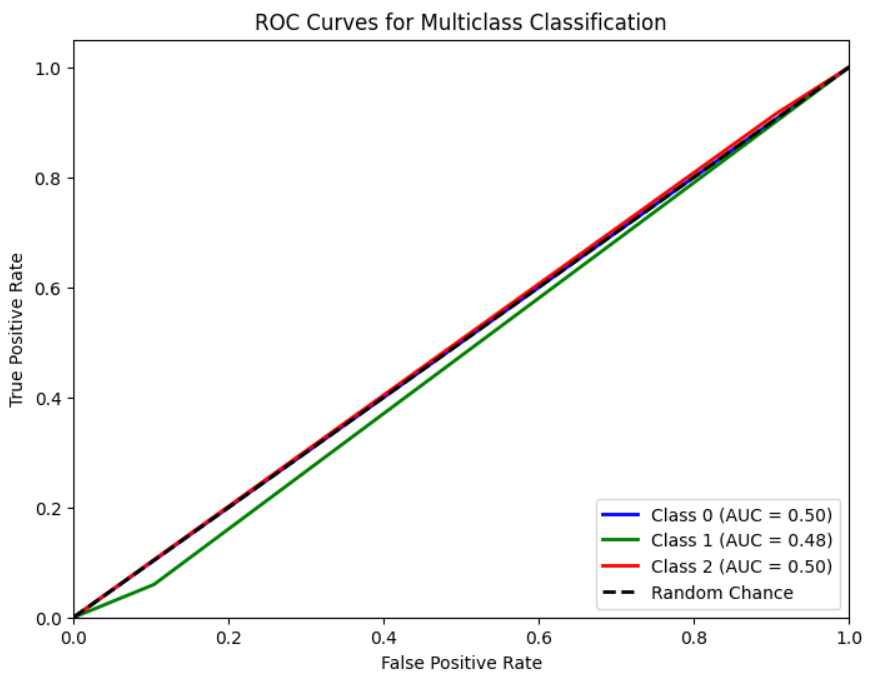 ROC Curves for Multiclass Classification
True Positive Rate
1.0
0.8
0.6
0.4
0.2
0.0
0.0 0.2 0.4 0.6 0.8 1.0
False Positive Rate
Class 0 (AUC = 0.50)
Class 1 (AUC = 0.48)
Class 2 (AUC = 0.50)
Random Chance